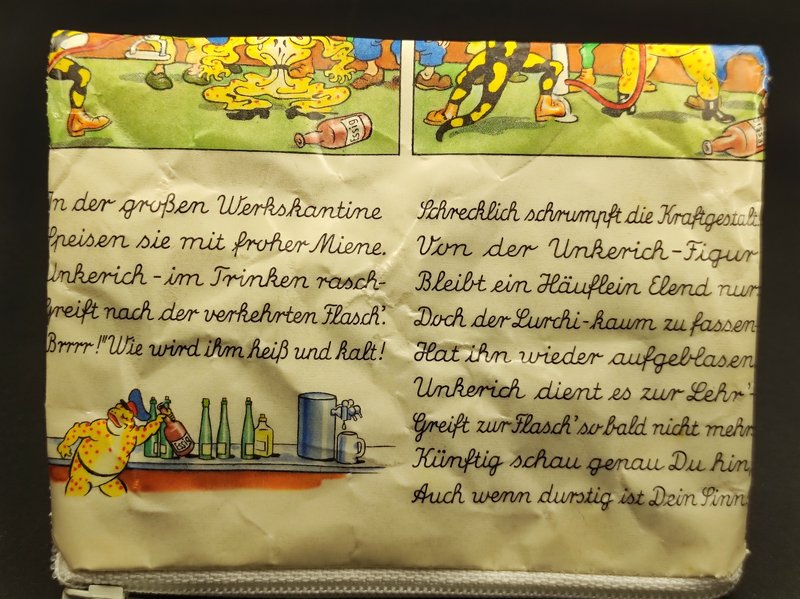 Essig
In der großen Werkskantine
Speisen sie mit froher Miene.
Unkerich - im Trinken rasch-
Greift nach der verkehrten Flasch'.
Brrrr!" Wie wird ihm heiß und kalt!
Schrecklich schrumpft die Kraftgestalt.
Von der Unkerich-Figur
Bleibt ein Häuflein Elend nur.
Doch der Lurchi-kaum zu fassen-
Hat ihn wieder aufgeblasen
Unkerich dient es zur Lehr'-
Greift zur Flasch' so bald nicht mehr.
Künftig schau genau Du hin,
Auch wenn durstig ist Dein Sinn.